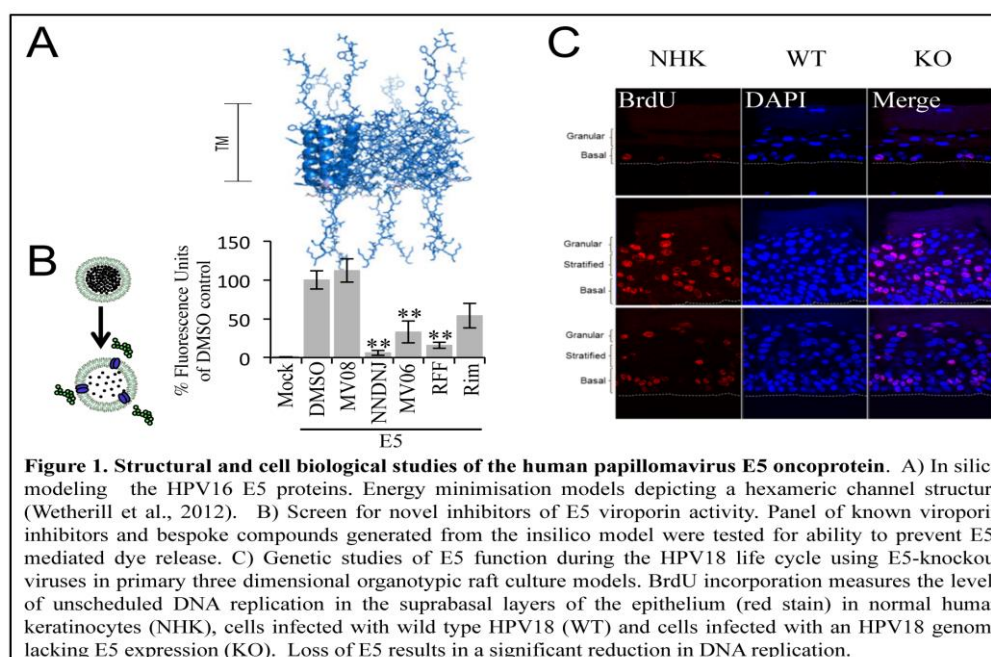 A
TM
B
% Fluorescence Units
of DMSO control
150
100
50
0
**
**
**
Mock
DMSO
MV08
NNDNJ
MV06
RFF
Rim
E5
C
NHK WT KO
BrdU DAPI Merge
Granular
Basal
Granular
Stratified
Basal
Granular
Stratified
Basal
Figure 1. Structural and cell biological studies of the human papillomavirus E5 oncoprotein. A) In silic
modeling the HPV16 E5 proteins. Energy minimisation models depicting a hexameric channel structur
(Wetherill et al., 2012). B) Screen for novel inhibitors of E5 viroporin activity. Panel of known viropori
inhibitors and bespoke compounds generated from the insilico model were tested for ability to prevent E5
mediated dye release. C) Genetic studies of E5 function during the HPV18 life cycle using E5-knockou
viruses in primary three dimensional organotypic raft culture models. BrdU incorporation measures the level
of unscheduled DNA replication in the suprabasal layers of the epithelium (red stain) in normal human
keratinocytes (NHK), cells infected with wild type HPV18 (WT) and cells infected with an HPV18 genom
lacking E5 expression (KO). Loss of E5 results in a significant reduction in DNA replication.